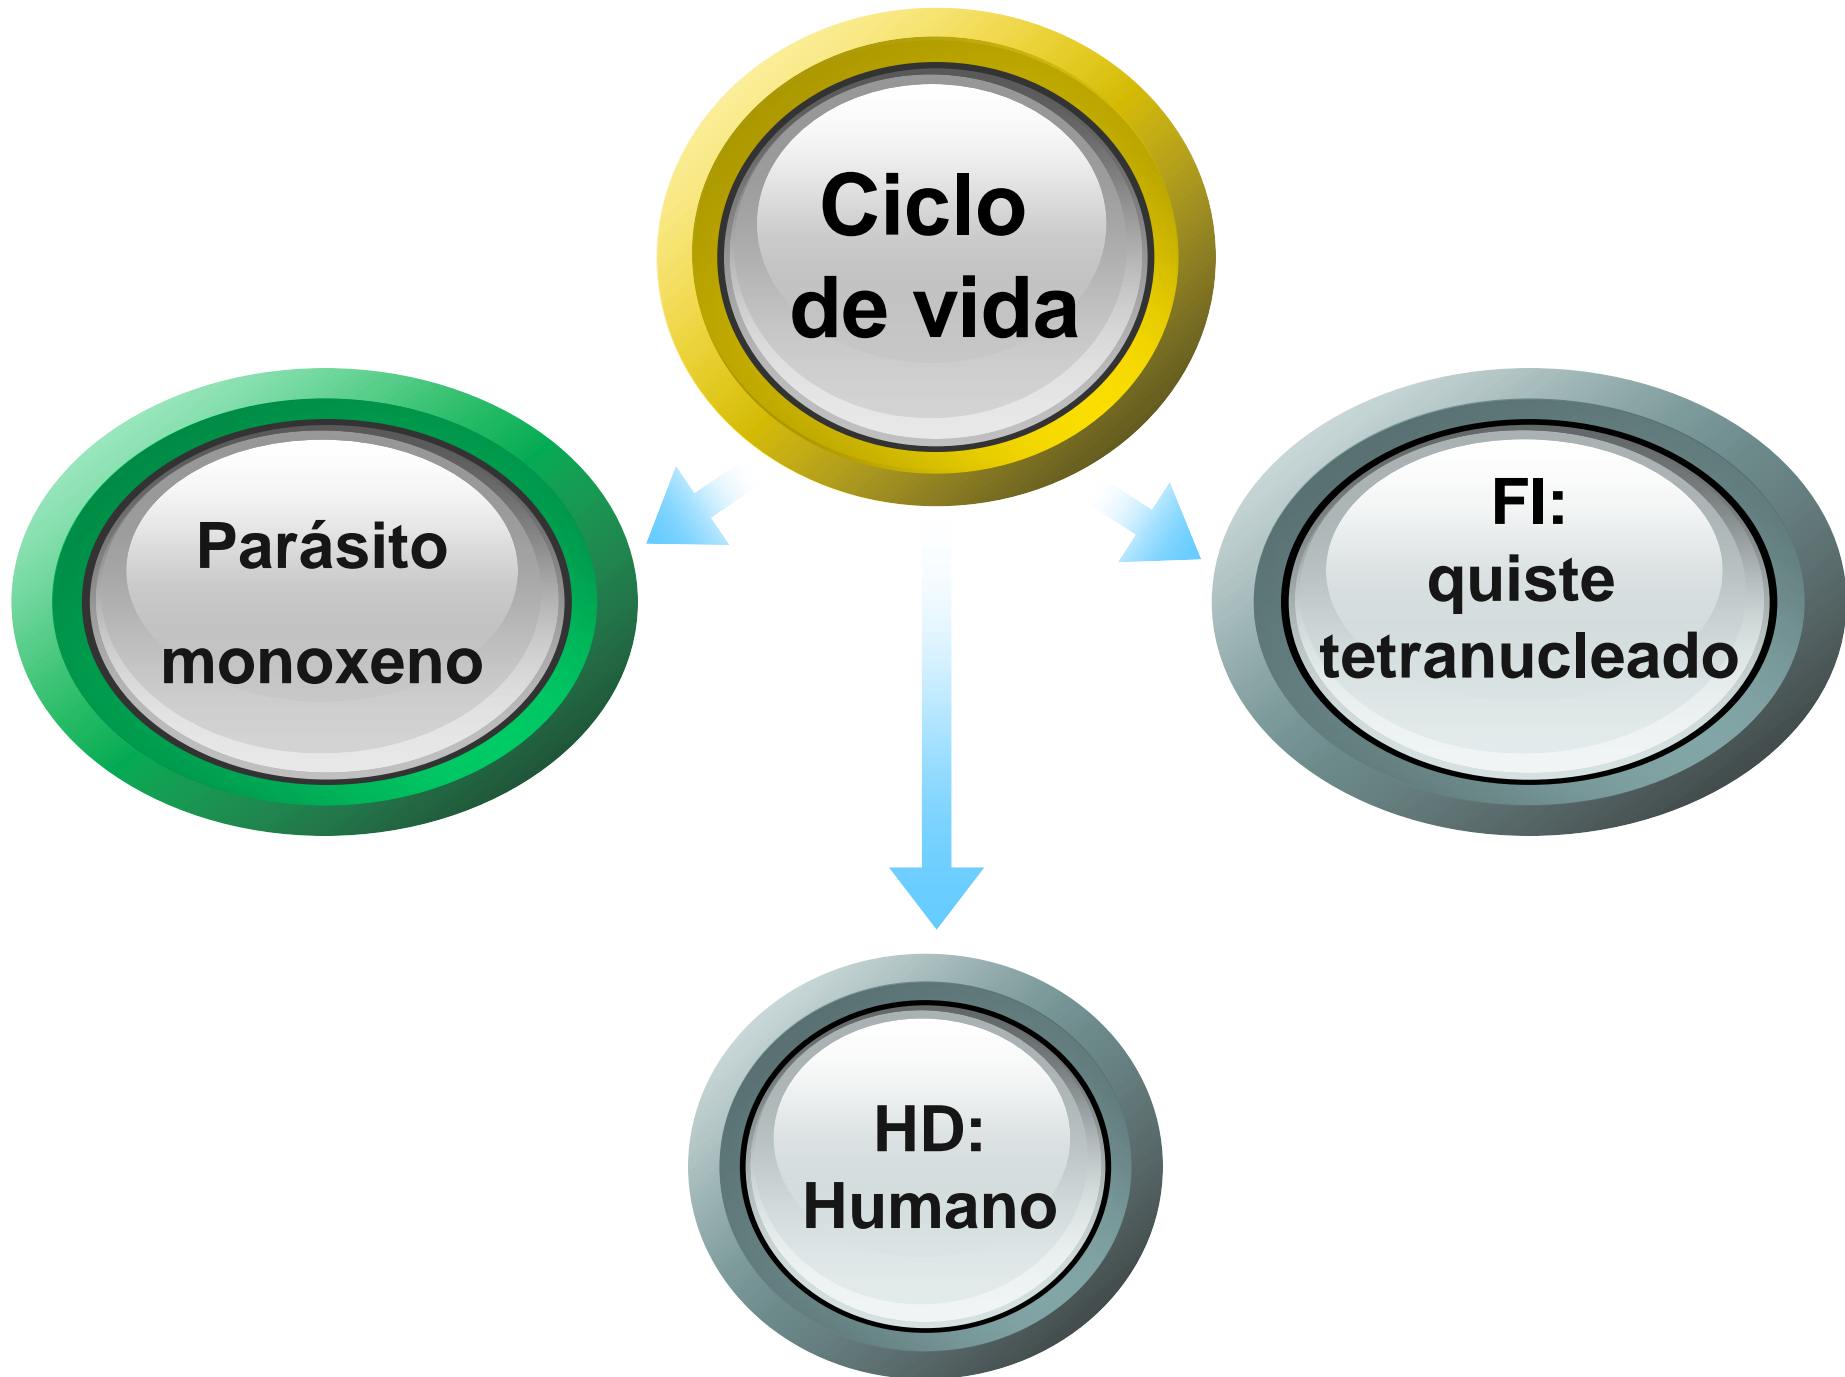 Ciclo
de vida
Parásito
monoxeno
FI:
quiste
tetranucleado
HD:
Humano